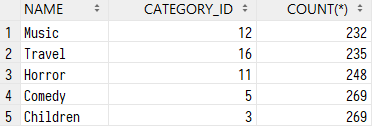 NAME CATEGORY_ID COUNT(*)
1 Music 12 232
2 Travel 16 235
3 Horror 11 248
4 Comedy 5 269
5 Children 3 269